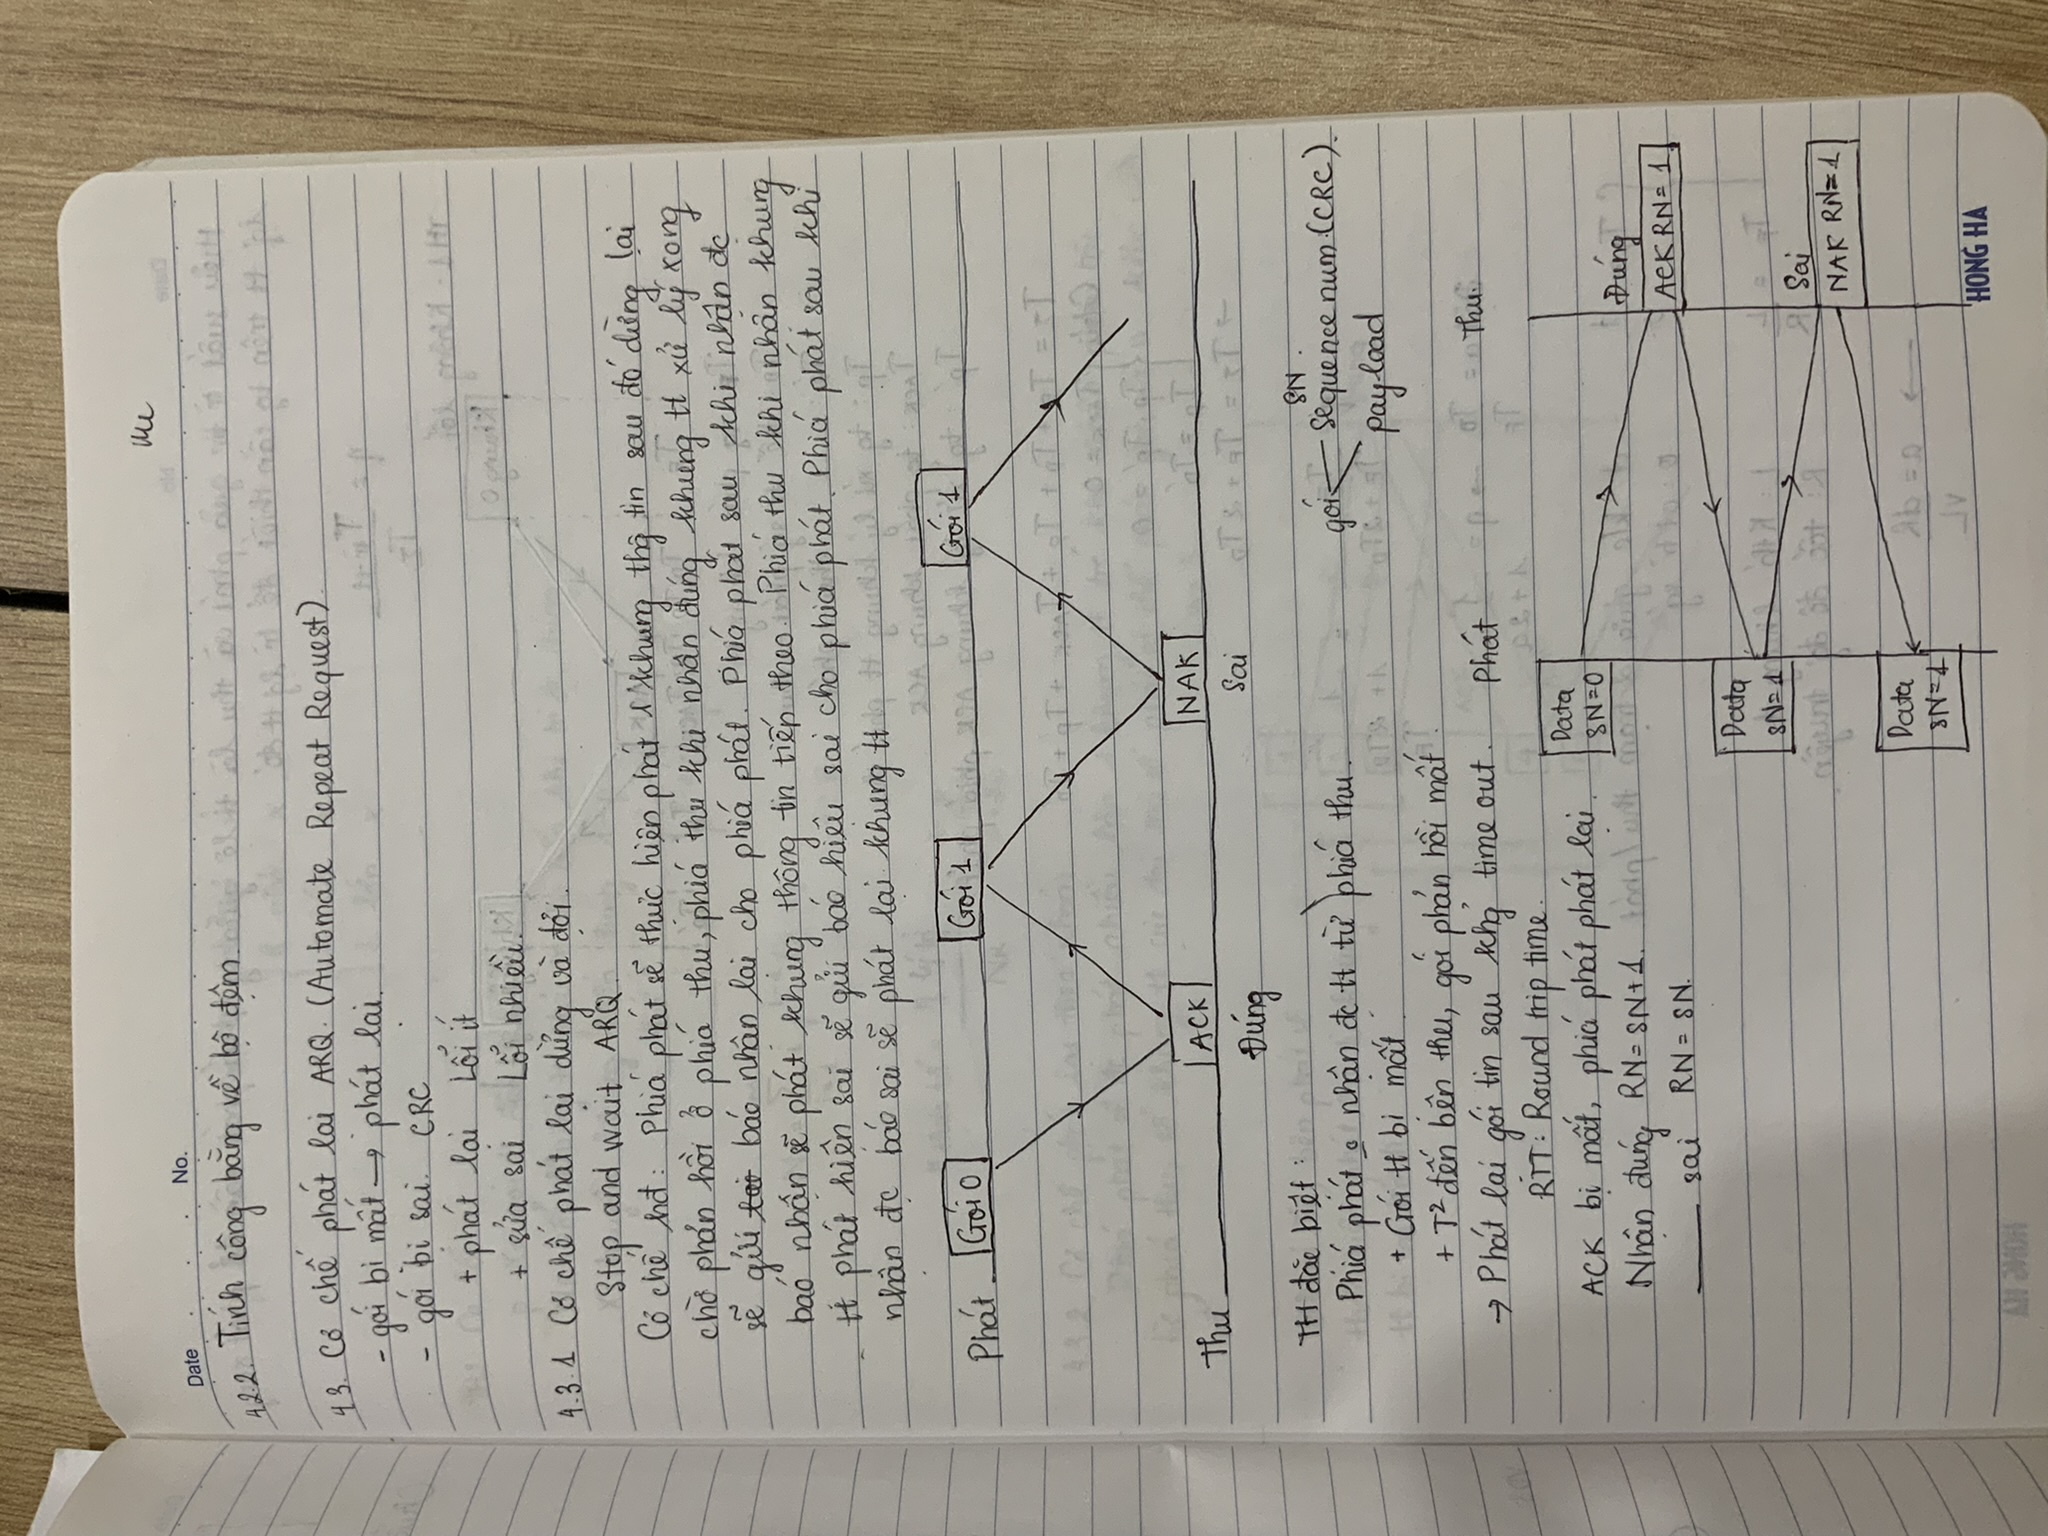 Date No.
4.2.2. Tính công bằng về bộ đệm.
4.3. Cơ chế phát lại ARQ. (Automate Repeat Request)
- gói bị mất → phát lại.
- gói bị sai. CRC
+ phát lại Lỗi ít
+ sửa sai Lỗi nhiều.
4.3.1 Cơ chế phát lại dừng và đợi.
Stop and wait ARQ.
Cơ chế hđ: Phía phát sẽ thực hiện phát 1 khung thg tin sau đó dừng lại
chờ phản hồi ở phía thu, phía thu khi nhận đúng khung tt xử lý xong
sẽ gửi báo nhận lại cho phía phát. Phía phát sau khi nhận đc
báo nhận sẽ phát khung thông tin tiếp theo. Phía thu khi nhận khung
tt phát hiện sai sẽ gửi báo hiệu sai cho phía phát. Phía phát sau khi
nhận đc báo sai sẽ phát lại khung tt
Phát Gói 0 Gói 1 Gói 1
Thu ACK NAK
Đúng Sai
TH đặc biệt:
SN.
Phía phát nhận đc tt từ phía thu. gói Sequence num.(CRC).
payload
+ Gói tt bị mất.
+ T² đến bên thu, gói phản hồi mất.
→ Phát lại gói tin sau khg time out. Phát Thu.
RTT: Round trip time.
ACK bị mất, phía phát phát lại.
Nhận đúng RN=SN+1.
sai RN=SN.
Data
SN=0
Đúng
ACK RN=1
Data
SN=1
Sai
NAK RN=1
Data
SN=1
HONG HA